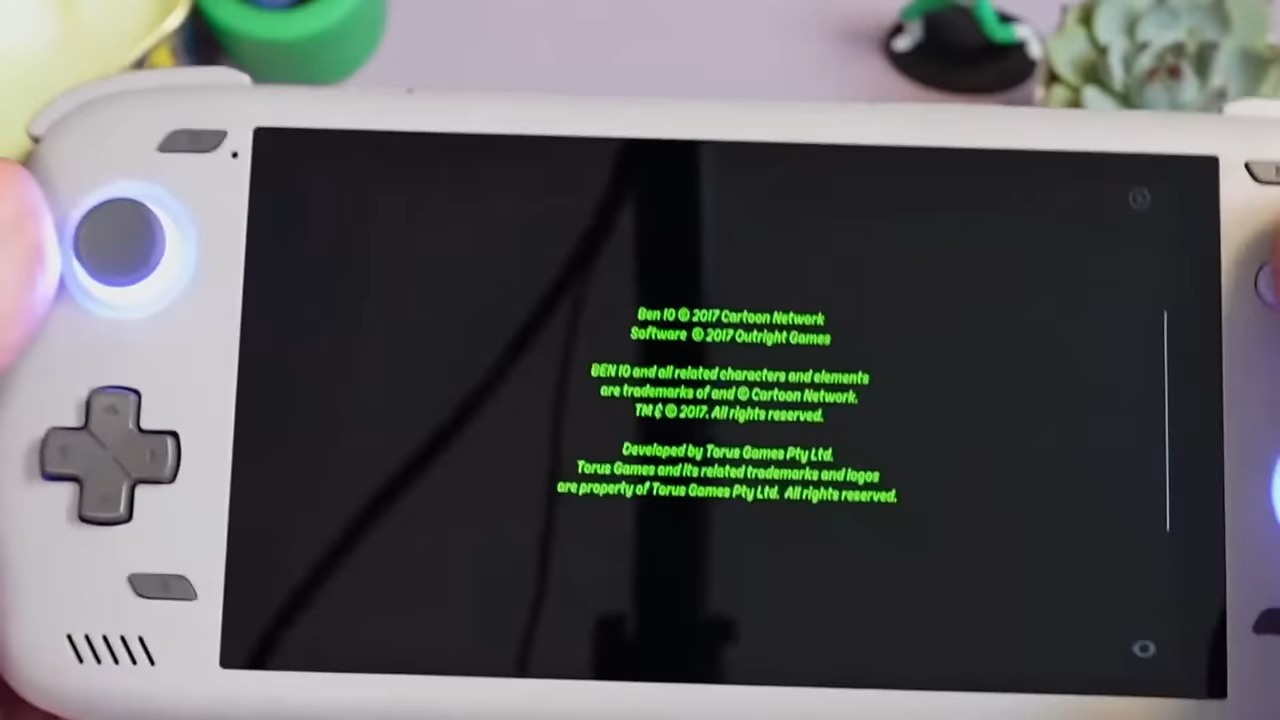 Ben 10 © 2017 Cartoon Network
Software © 2017 Outright Games
BEN 10 and all related characters and elements
are trademarks of and © Cartoon Network.
TM & © 2017. All rights reserved.
Developed by Torus Games Pty Ltd.
Torus Games and its related trademarks and logos
are property of Torus Games Pty Ltd. All rights reserved.